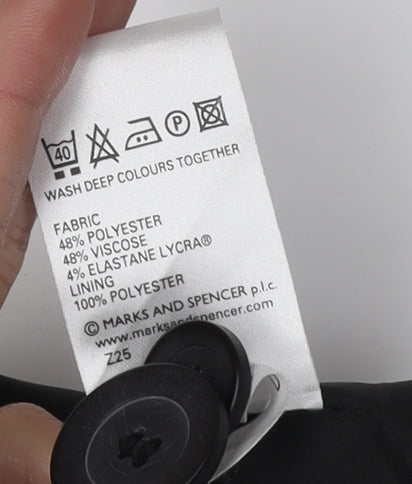 40 P
WASH DEEP COLOURS TOGETHER
FABRIC
48% POLYESTER
48% VISCOSE
4% ELASTANE LYCRA®
LINING
100% POLYESTER
© MARKS AND SPENCER p.l.c.
www.marksandspencer.com
Z25